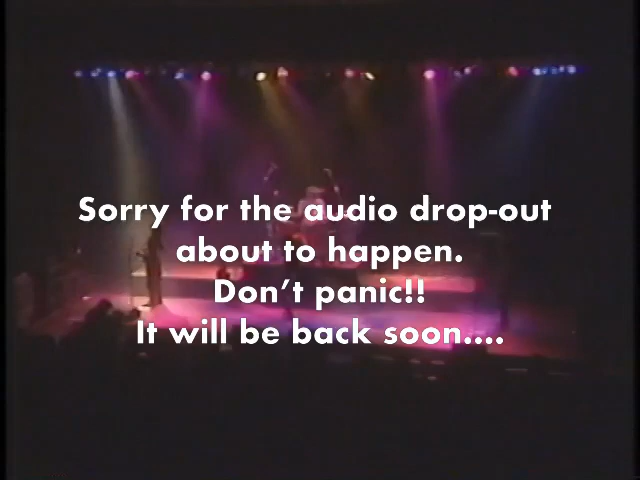 Sorry for the audio drop-out
about to happen.
Don't panic!!
It will be back soon....